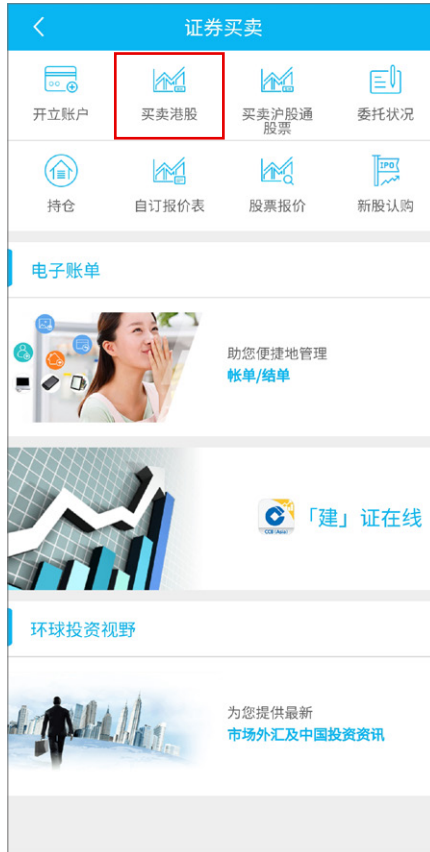 证券买卖
开立账户
买卖港股
买卖沪股通
股票
委托状况
持仓
自订报价表
股票报价
IPO
新股认购
电子账单
助您便捷地管理
帐单/结单
「建」证在线
环球投资视野
为您提供最新
市场外汇及中国投资资讯